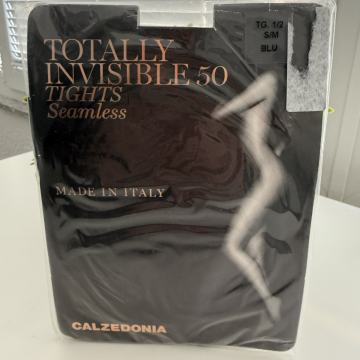 TG. 1/2
S/M
BLU
TOTALLY
INVISIBLE 50
TIGHTS
Seamless
MADE IN ITALY
CALZEDONIA